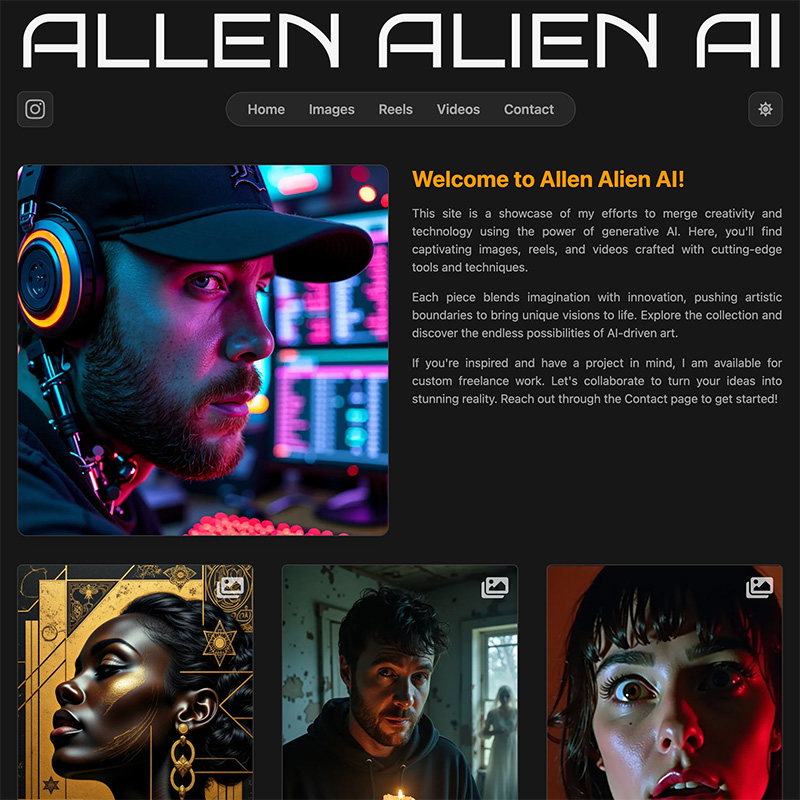 ALLEN ALIEN AI
Home Images Reels Videos Contact
Welcome to Allen Alien AI!
This site is a showcase of my efforts to merge creativity and
technology using the power of generative AI. Here, you'll find
captivating images, reels, and videos crafted with cutting-edge
tools and techniques.
Each piece blends imagination with innovation, pushing artistic
boundaries to bring unique visions to life. Explore the collection and
discover the endless possibilities of AI-driven art.
If you're inspired and have a project in mind, I am available for
custom freelance work. Let's collaborate to turn your ideas into
stunning reality. Reach out through the Contact page to get started!